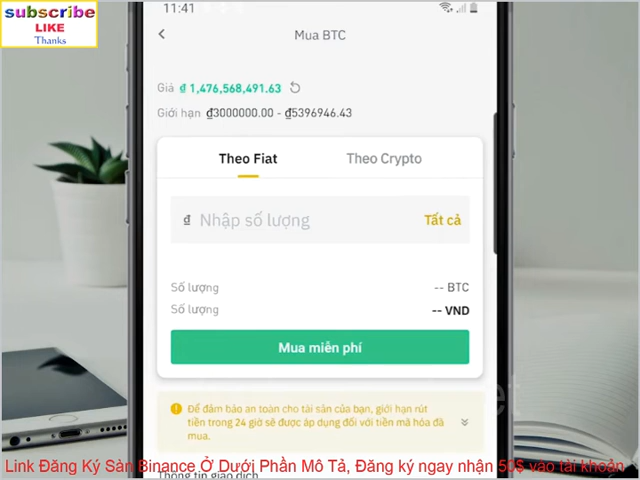 subscribe
LIKE
Thanks
11:41
Mua BTC
Giá ₫ 1,476,568,491.63
Giới hạn ₫3000000.00 - ₫5396946.43
Theo Fiat Theo Crypto
₫ Nhập số lượng Tất cả
Số lượng -- BTC
Số lượng -- VND
Mua miễn phí
Để đảm bảo an toàn cho tài sản của bạn, giới hạn rút
tiền trong 24 giờ sẽ được áp dụng đối với tiền mã hóa đã
mua.
Link Đăng Ký Sàn Binance Ở Dưới Phần Mô Tả, Đăng ký ngay nhận 50$ vào tài khoản
Thông tin giao dịch